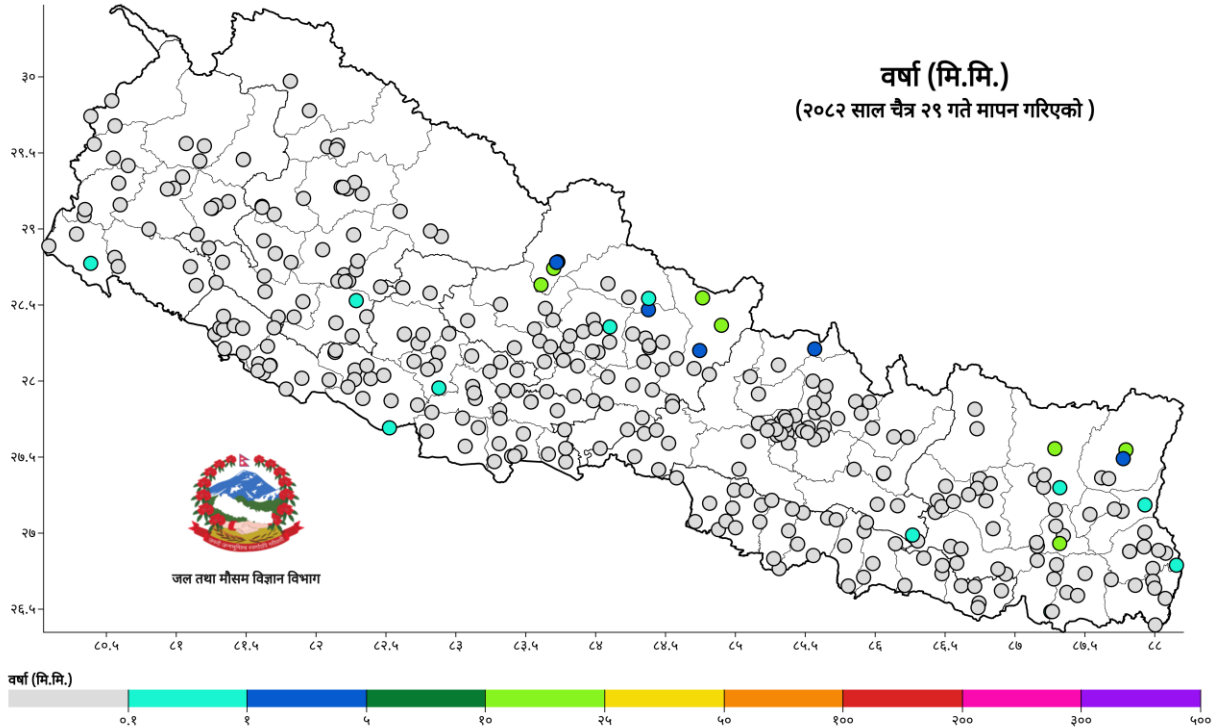 वर्षा (मि.मि.)
(२०८२ साल चैत्र २९ गते मापन गरिएको )
३०
२९.५
२९
२८.५
२८
२७.५
२७
२६.५
जल तथा मौसम विज्ञान विभाग
८०.५ ८१ ८१.५ ८२ ८२.५ ८३ ८३.५ ८४ ८४.५ ८५ ८५.५ ८६ ८६.५ ८७ ८७.५ ८८
वर्षा (मि.मि.)
०.१ १ ५ १० २५ ५० १०० २०० ३०० ५००